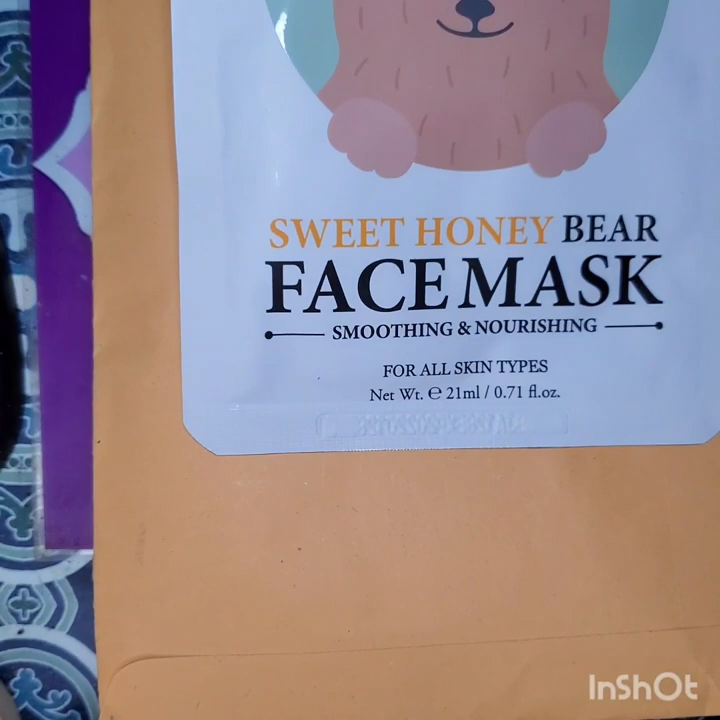 SWEET HONEY BEAR
FACE MASK
SMOOTHING & NOURISHING
FOR ALL SKIN TYPES
Net Wt. ℮ 21ml / 0.71 fl.oz.
InShOt